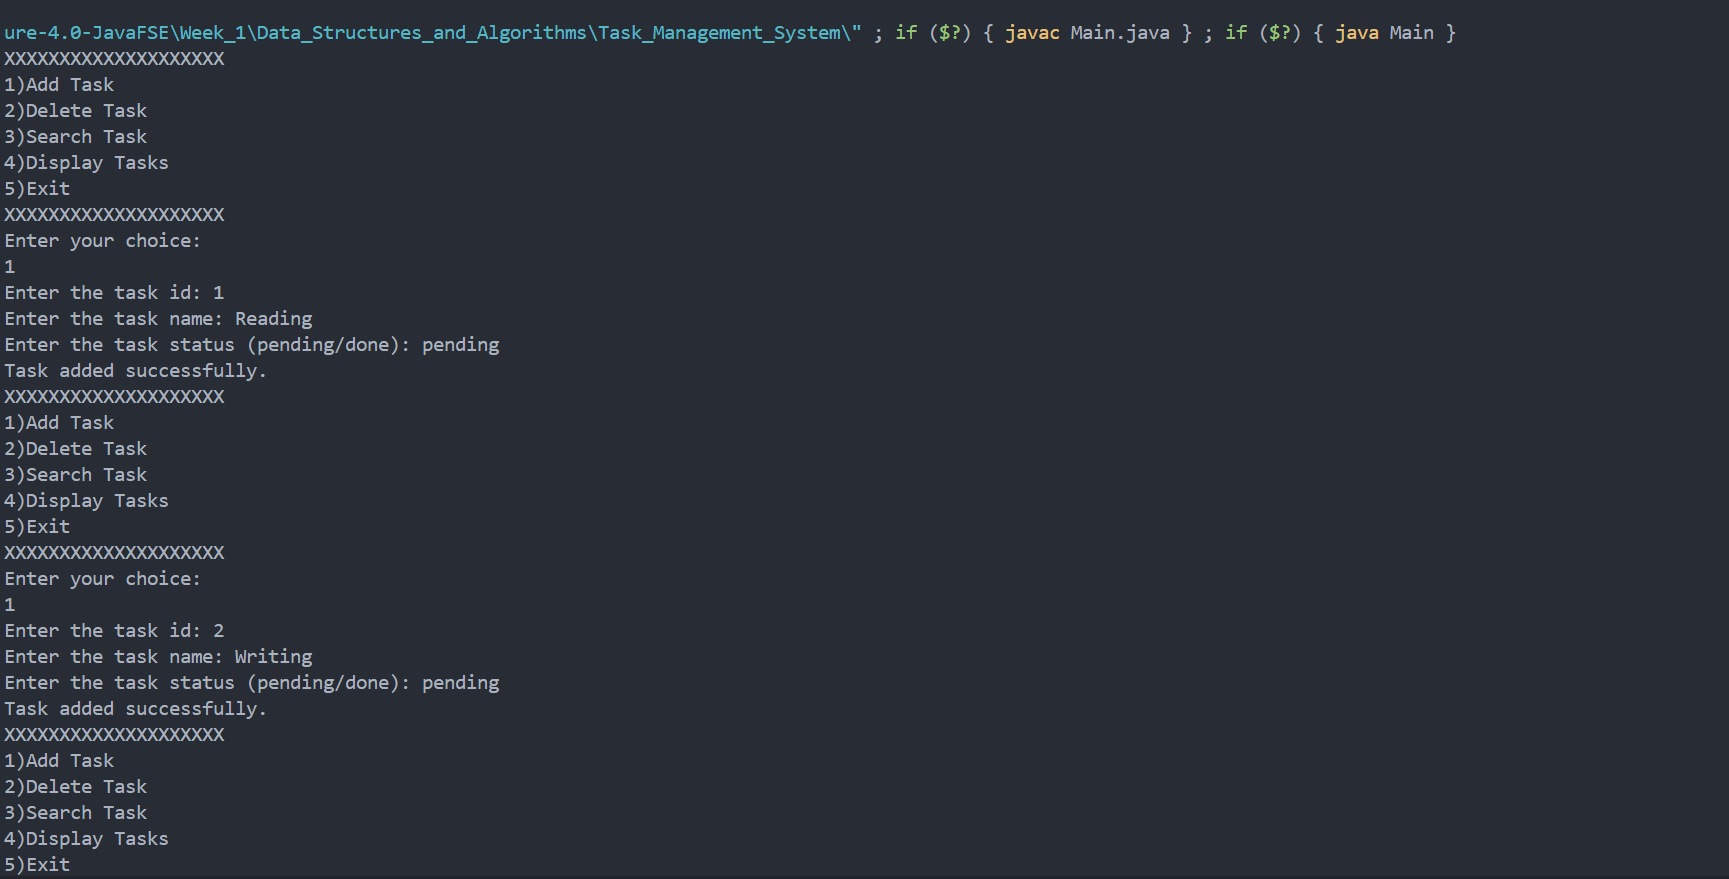 ure-4.0-JavaFSE\Week_1\Data_Structures_and_Algorithms\Task_Management_System\" ; if ($?) { javac Main.java } ; if ($?) { java Main }
XXXXXXXXXXXXXXXXXXXX
1)Add Task
2)Delete Task
3)Search Task
4)Display Tasks
5)Exit
XXXXXXXXXXXXXXXXXXXX
Enter your choice:
1
Enter the task id: 1
Enter the task name: Reading
Enter the task status (pending/done): pending
Task added successfully.
XXXXXXXXXXXXXXXXXXXX
1)Add Task
2)Delete Task
3)Search Task
4)Display Tasks
5)Exit
XXXXXXXXXXXXXXXXXXXX
Enter your choice:
1
Enter the task id: 2
Enter the task name: Writing
Enter the task status (pending/done): pending
Task added successfully.
XXXXXXXXXXXXXXXXXXXX
1)Add Task
2)Delete Task
3)Search Task
4)Display Tasks
5)Exit